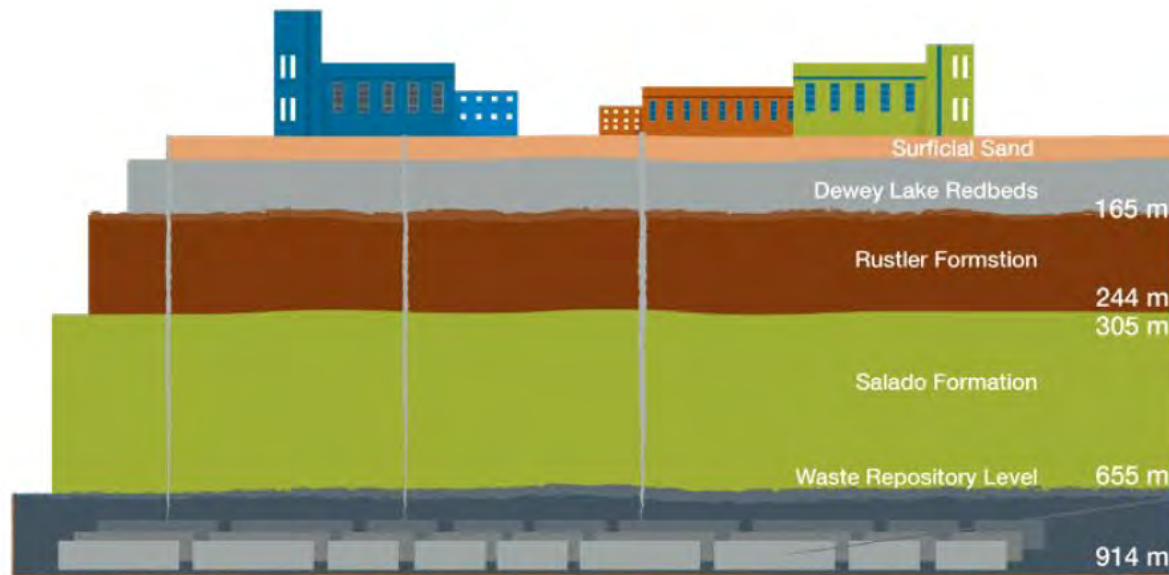 Surficial Sand
Dewey Lake Redbeds
165 m
Rustler Formstion
244 m
305 m
Salado Formation
Waste Repository Level 655 m
914 m